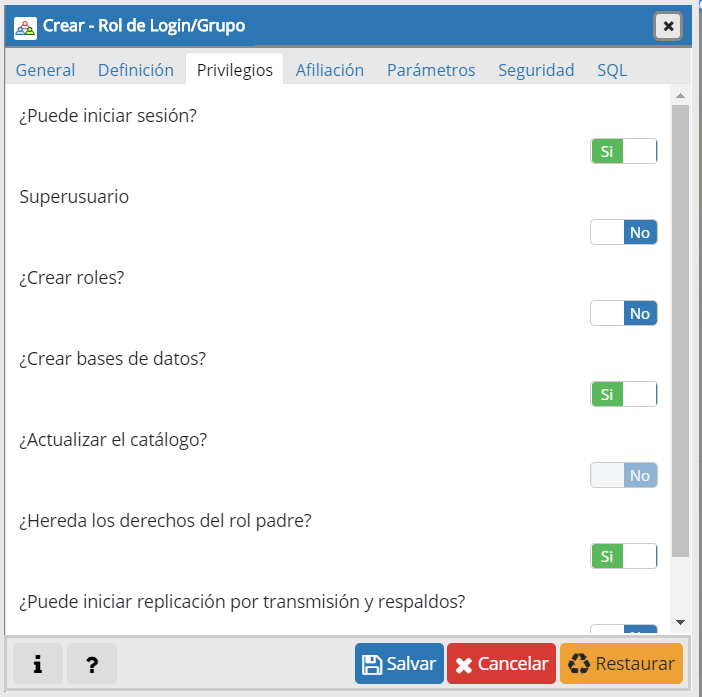 Crear - Rol de Login/Grupo
General Definición Privilegios Afiliación Parámetros Seguridad SQL
¿Puede iniciar sesión?
Si
Superusuario
No
¿Crear roles?
No
¿Crear bases de datos?
Si
¿Actualizar el catálogo?
No
¿Hereda los derechos del rol padre?
Si
¿Puede iniciar replicación por transmisión y respaldos?
i ? Salvar Cancelar Restaurar